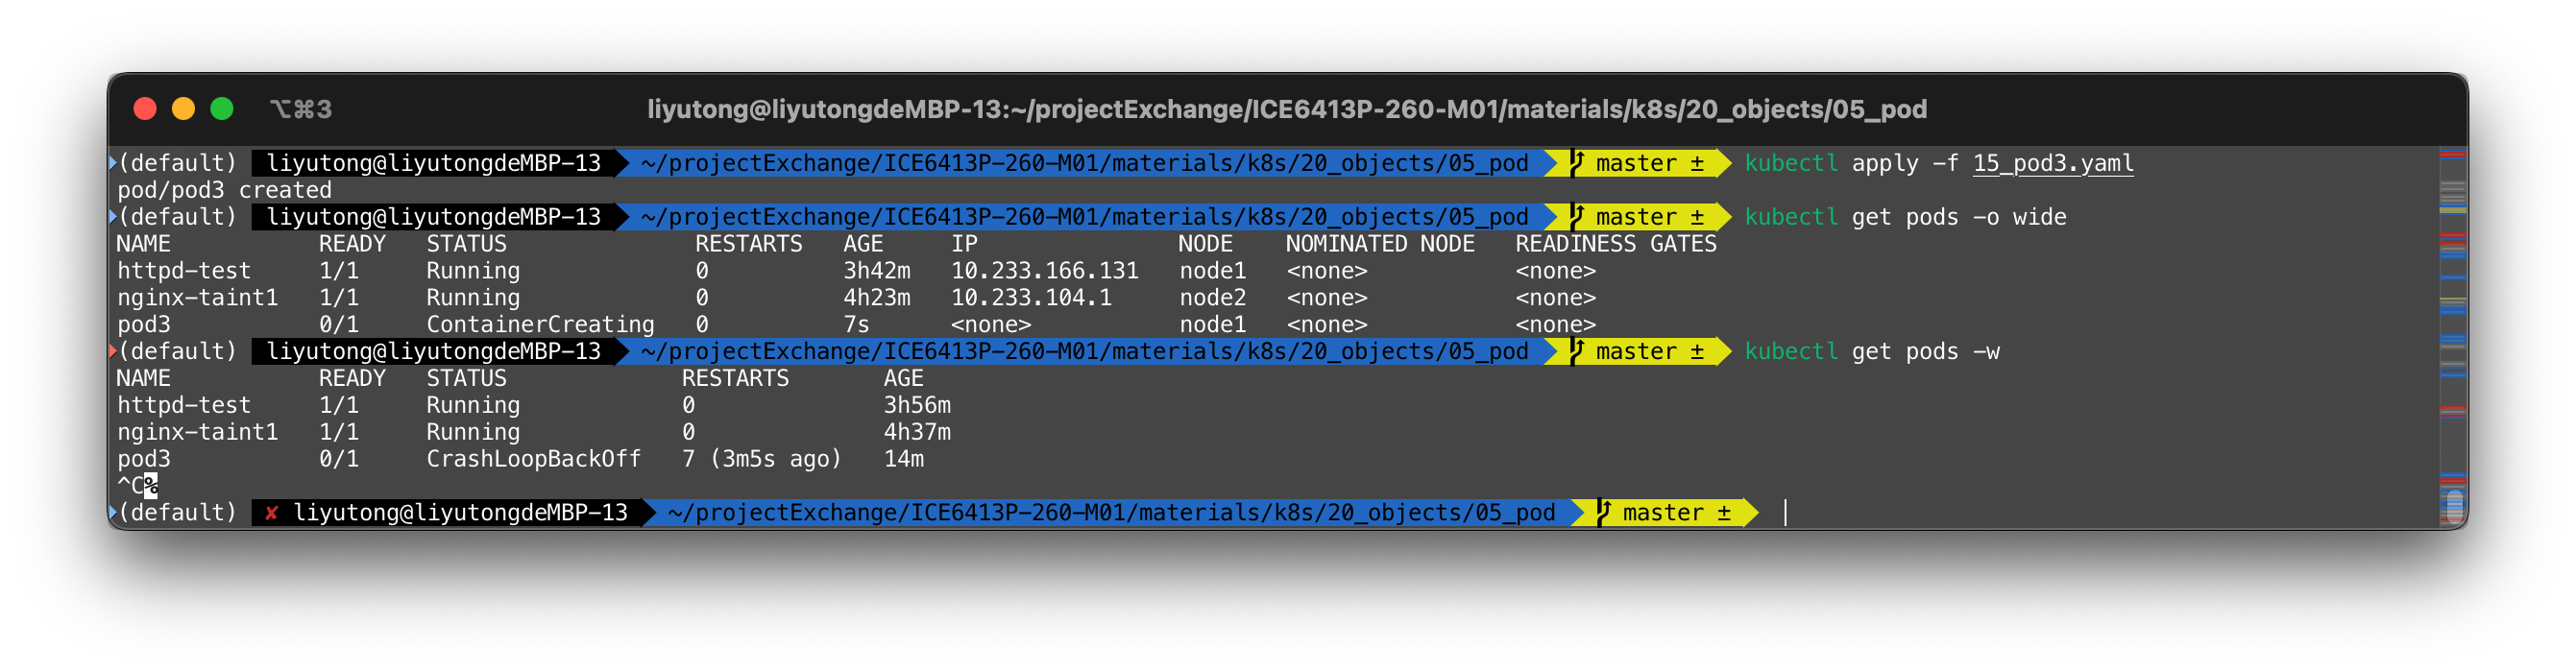 ⌥⌘3 liyutong@liyutongdeMBP-13:~/projectExchange/ICE6413P-260-M01/materials/k8s/20_objects/05_pod
(default) liyutong@liyutongdeMBP-13 ~/projectExchange/ICE6413P-260-M01/materials/k8s/20_objects/05_pod master ± kubectl apply -f 15_pod3.yaml
pod/pod3 created
(default) liyutong@liyutongdeMBP-13 ~/projectExchange/ICE6413P-260-M01/materials/k8s/20_objects/05_pod master ± kubectl get pods -o wide
NAME READY STATUS RESTARTS AGE IP NODE NOMINATED NODE READINESS GATES
httpd-test 1/1 Running 0 3h42m 10.233.166.131 node1 <none> <none>
nginx-taint1 1/1 Running 0 4h23m 10.233.104.1 node2 <none> <none>
pod3 0/1 ContainerCreating 0 7s <none> node1 <none> <none>
(default) liyutong@liyutongdeMBP-13 ~/projectExchange/ICE6413P-260-M01/materials/k8s/20_objects/05_pod master ± kubectl get pods -w
NAME READY STATUS RESTARTS AGE
httpd-test 1/1 Running 0 3h56m
nginx-taint1 1/1 Running 0 4h37m
pod3 0/1 CrashLoopBackOff 7 (3m5s ago) 14m
^C%
(default) ✘ liyutong@liyutongdeMBP-13 ~/projectExchange/ICE6413P-260-M01/materials/k8s/20_objects/05_pod master ±